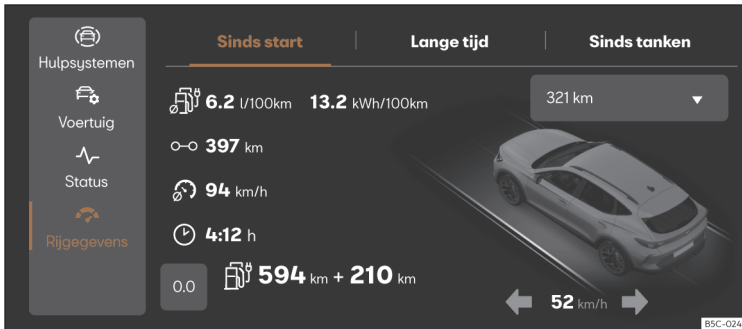 Hulpsystemen
Voertuig
Status
Rijgegevens
Sinds start
Lange tijd
Sinds tanken
6.2 l/100km 13.2 kWh/100km
321 km
397 km
94 km/h
4:12 h
0.0
594 km + 210 km
52 km/h
B5C-024